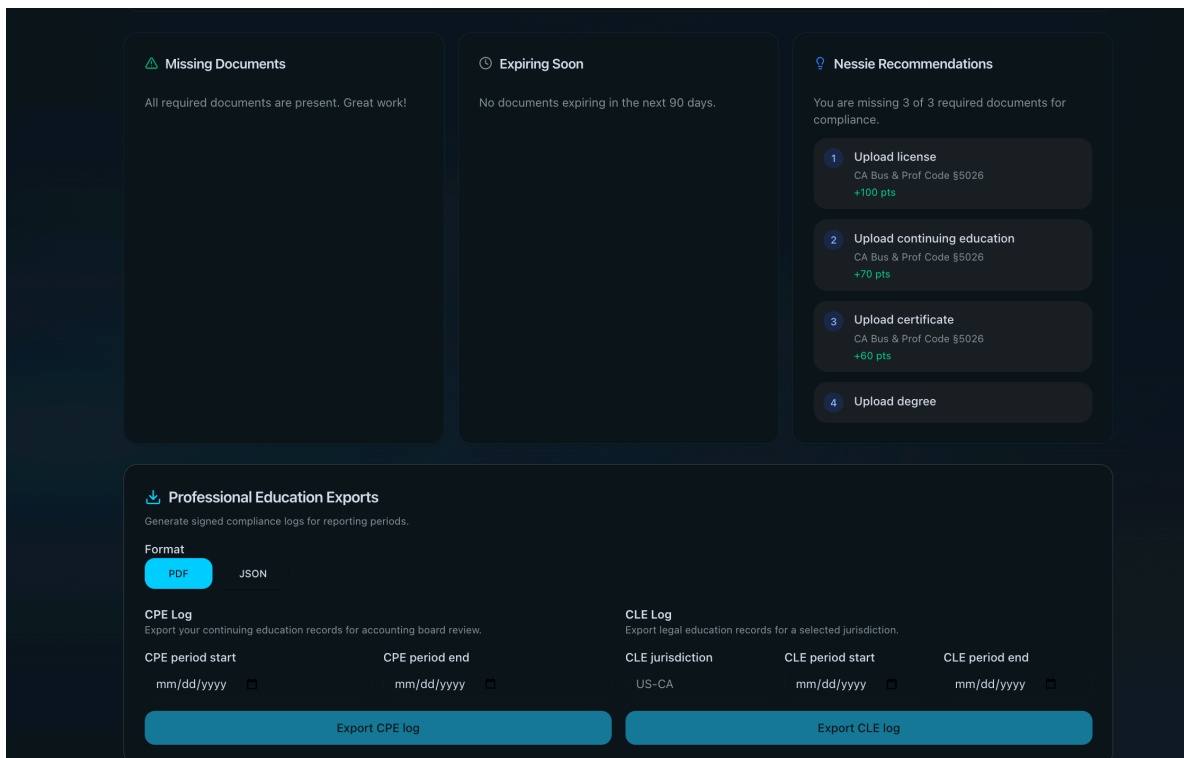 Missing Documents
All required documents are present. Great work!
Expiring Soon
No documents expiring in the next 90 days.
Nessie Recommendations
You are missing 3 of 3 required documents for
compliance.
1
Upload license
CA Bus & Prof Code §5026
+100 pts
2
Upload continuing education
CA Bus & Prof Code §5026
+70 pts
3
Upload certificate
CA Bus & Prof Code §5026
+60 pts
4
Upload degree
Professional Education Exports
Generate signed compliance logs for reporting periods.
Format
PDF JSON
CPE Log
Export your continuing education records for accounting board review.
CPE period start CPE period end
mm/dd/yyyy mm/dd/yyyy
Export CPE log
CLE Log
Export legal education records for a selected jurisdiction.
CLE jurisdiction CLE period start CLE period end
US-CA mm/dd/yyyy mm/dd/yyyy
Export CLE log